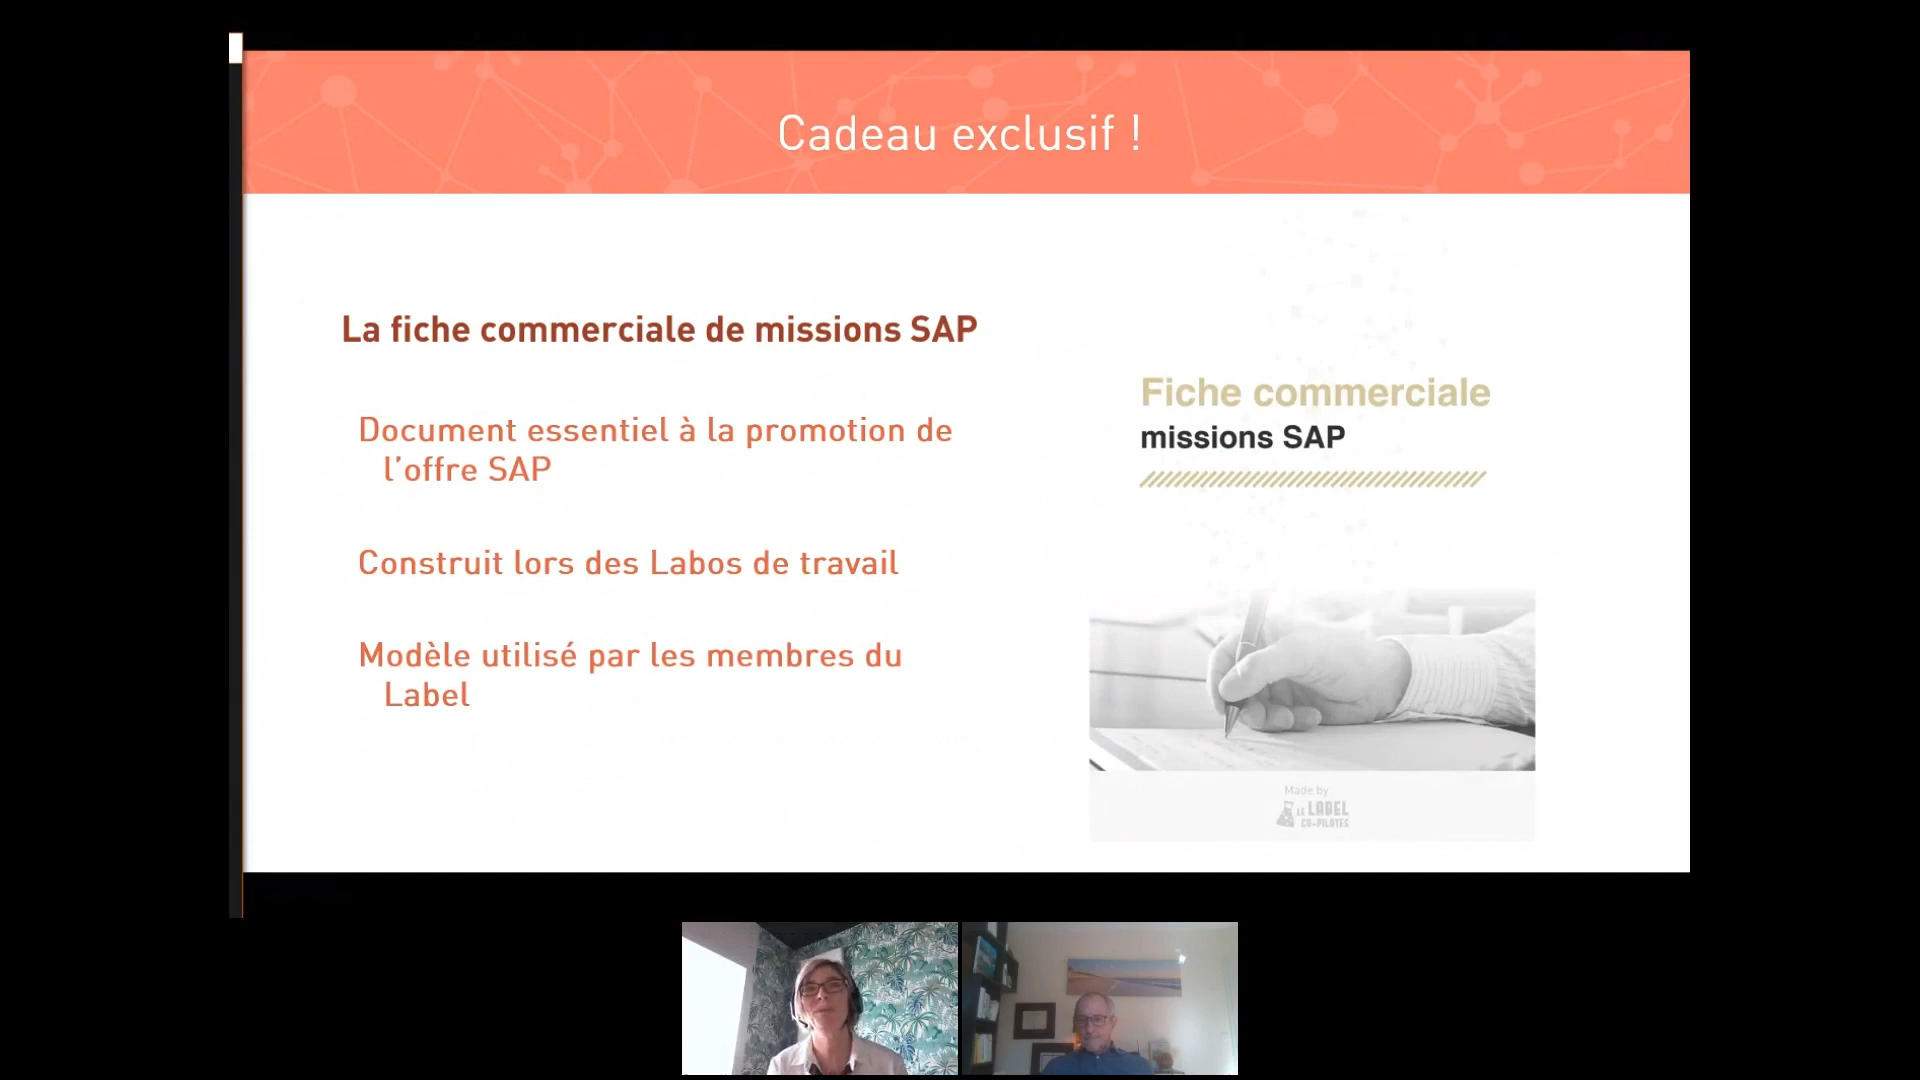 Cadeau exclusif !
La fiche commerciale de missions SAP
Document essentiel à la promotion de
l’offre SAP
Construit lors des Labos de travail
Modèle utilisé par les membres du
Label
Fiche commerciale
missions SAP
Made by
LE LABEL
CO-PILOTES